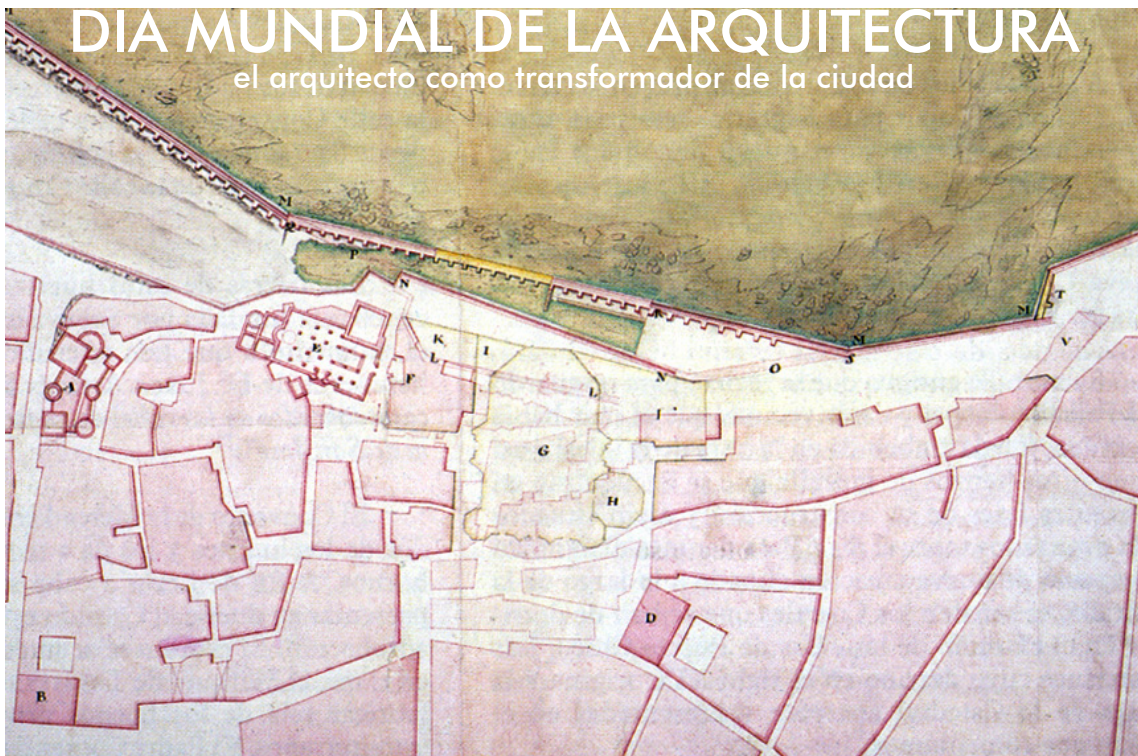 DIA MUNDIAL DE LA ARQUITECTURA
el arquitecto como transformador de la ciudad
M
M
Q
P
N
K
I
L
E
F
N
O
M
S
M
T
V
A
L
I
G
H
D
B